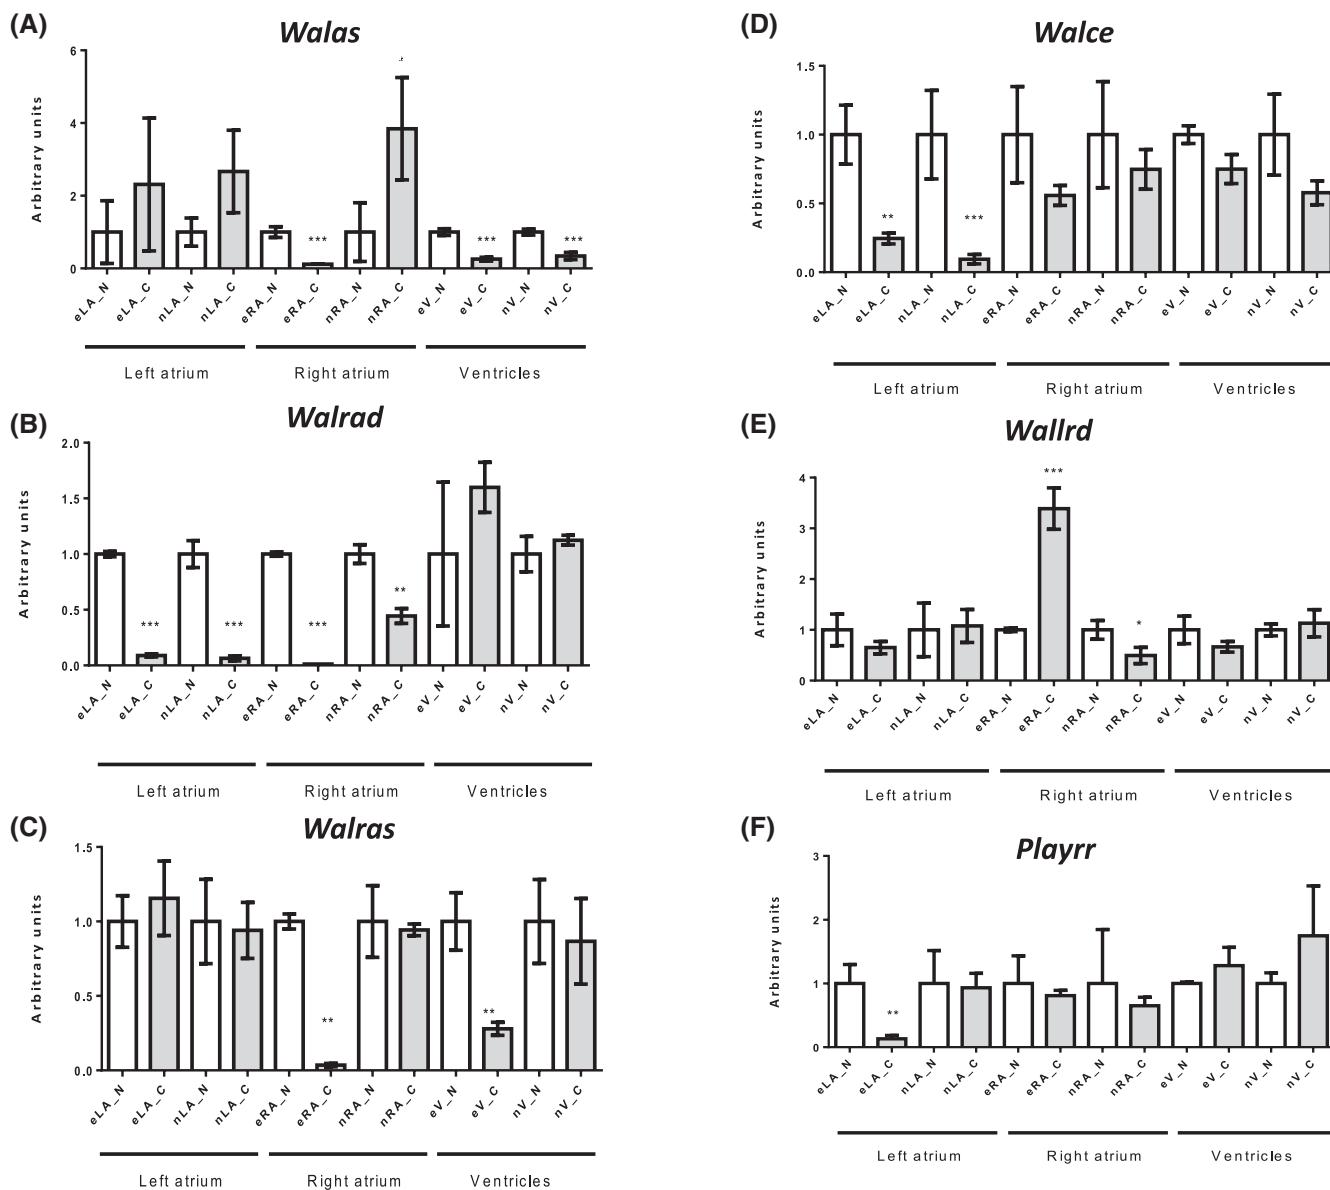 (A)
Walas
Arbitrary units
6
4
2
0
*
***
***
***
eLA_N
eLA_C
nLA_N
nLA_C
eRA_N
eRA_C
nRA_N
nRA_C
eV_N
eV_C
nV_N
nV_C
Left atrium
Right atrium
Ventricles
(B)
Walrad
Arbitrary units
2.0
1.5
1.0
0.5
0.0
***
***
***
**
eLA_N
eLA_C
nLA_N
nLA_C
eRA_N
eRA_C
nRA_N
nRA_C
eV_N
eV_C
nV_N
nV_C
Left atrium
Right atrium
Ventricles
(C)
Walras
Arbitrary units
1.5
1.0
0.5
0.0
**
**
eLA_N
eLA_C
nLA_N
nLA_C
eRA_N
eRA_C
nRA_N
nRA_C
eV_N
eV_C
nV_N
nV_C
Left atrium
Right atrium
Ventricles
(D)
Walce
Arbitrary units
1.5
1.0
0.5
0.0
**
***
eLA_N
eLA_C
nLA_N
nLA_C
eRA_N
eRA_C
nRA_N
nRA_C
eV_N
eV_C
nV_N
nV_C
Left atrium
Right atrium
Ventricles
(E)
Wallrd
Arbitrary units
4
3
2
1
0
***
*
eLA_N
eLA_C
nLA_N
nLA_C
eRA_N
eRA_C
nRA_N
nRA_C
eV_N
eV_C
nV_N
nV_C
Left atrium
Right atrium
Ventricles
(F)
Playrr
Arbitrary units
3
2
1
0
**
eLA_N
eLA_C
nLA_N
nLA_C
eRA_N
eRA_C
nRA_N
nRA_C
eV_N
eV_C
nV_N
nV_C
Left atrium
Right atrium
Ventricles